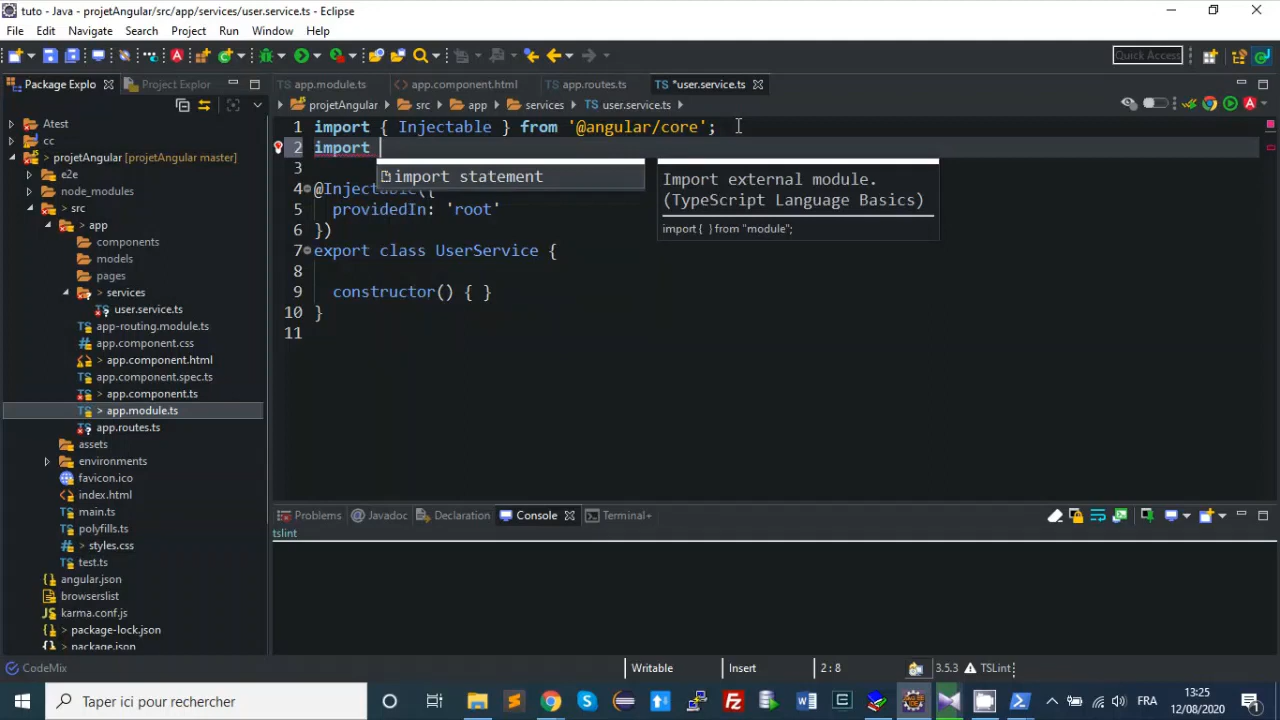 tuto - Java - projetAngular/src/app/services/user.service.ts - Eclipse
File Edit Navigate Search Project Run Window Help
Quick Access
Package Explo
Project Explor
app.module.ts
app.component.html
app.routes.ts
*user.service.ts
projetAngular
src
app
services
user.service.ts
Atest
cc
> projetAngular [projetAngular master]
e2e
node_modules
> src
> app
components
models
pages
> services
user.service.ts
app-routing.module.ts
app.component.css
> app.component.html
app.component.spec.ts
> app.component.ts
> app.module.ts
app.routes.ts
assets
environments
favicon.ico
index.html
main.ts
polyfills.ts
> styles.css
test.ts
angular.json
browserslist
karma.conf.js
> package-lock.json
> package.json
1 import { Injectable } from '@angular/core';
2 import
3
4 @Injectable({
5 providedIn: 'root'
6 })
7 export class UserService {
8
9 constructor() { }
10 }
11
import statement
Import external module.
(TypeScript Language Basics)
import { } from "module";
Problems
@ Javadoc
Declaration
Console
Terminal+
tslint
CodeMix
Writable
Insert
2 : 8
3.5.3
TSLint
Taper ici pour rechercher
FRA
13:25
12/08/2020
1